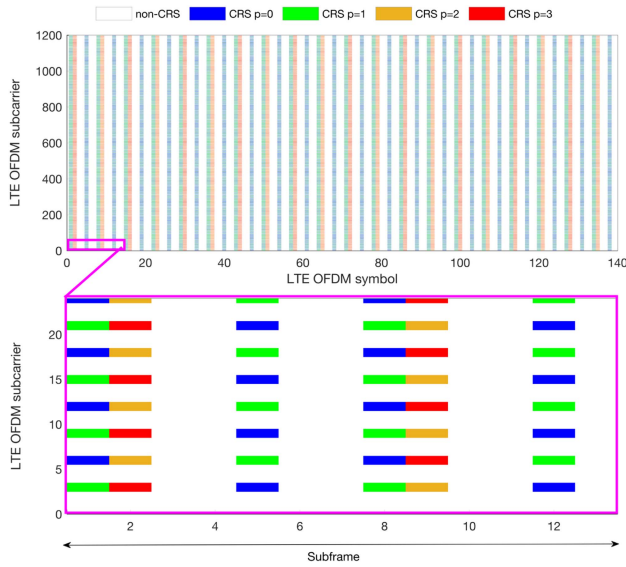 non-CRS CRS p=0 CRS p=1 CRS p=2 CRS p=3
1200
1000
800
600
400
200
0
LTE OFDM subcarrier
0 20 40 60 80 100 120 140
LTE OFDM symbol
20
15
10
5
0
LTE OFDM subcarrier
2 4 6 8 10 12
Subframe